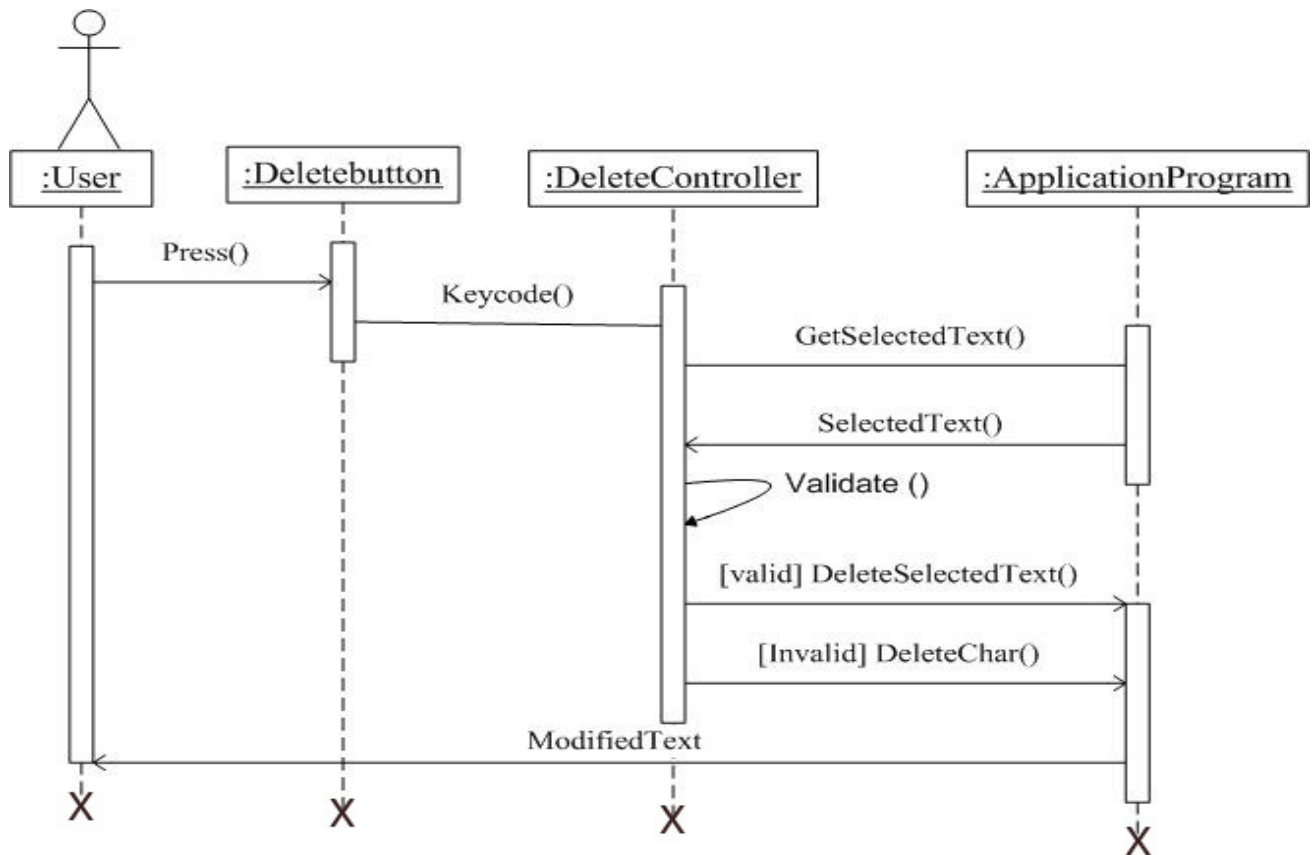 :User
:Deletebutton
:DeleteController
:ApplicationProgram
Press()
Keycode()
GetSelectedText()
SelectedText()
Validate ()
[valid] DeleteSelectedText()
[Invalid] DeleteChar()
ModifiedText
X
X
X
X